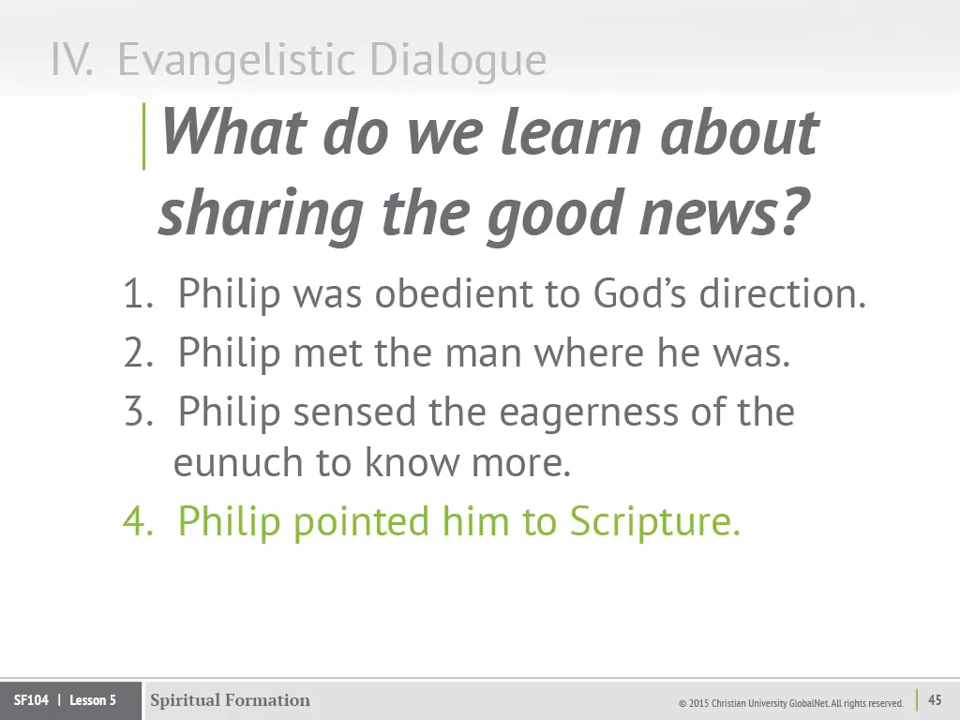 IV. Evangelistic Dialogue
What do we learn about
sharing the good news?
1. Philip was obedient to God's direction.
2. Philip met the man where he was.
3. Philip sensed the eagerness of the
eunuch to know more.
4. Philip pointed him to Scripture.
SF104 | Lesson 5 Spiritual Formation © 2015 Christian University GlobalNet. All rights reserved. 45